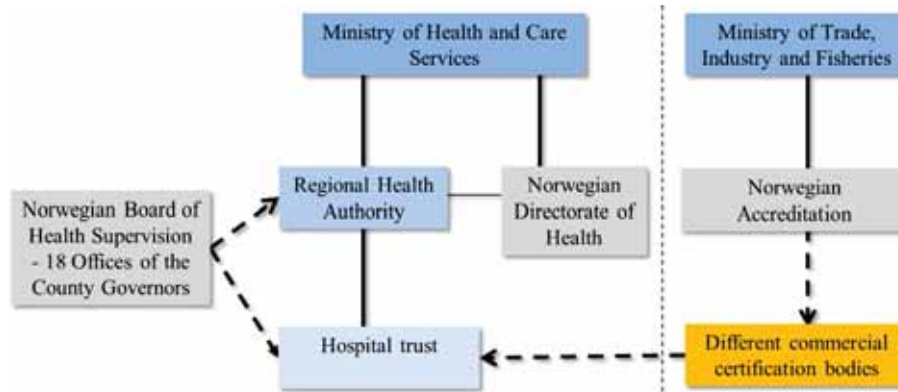 Ministry of Health and Care
Services
Ministry of Trade,
Industry and Fisheries
Norwegian Board of
Health Supervision
- 18 Offices of the
County Governors
Regional Health
Authority
Norwegian
Directorate of
Health
Norwegian
Accreditation
Hospital trust
Different commercial
certification bodies